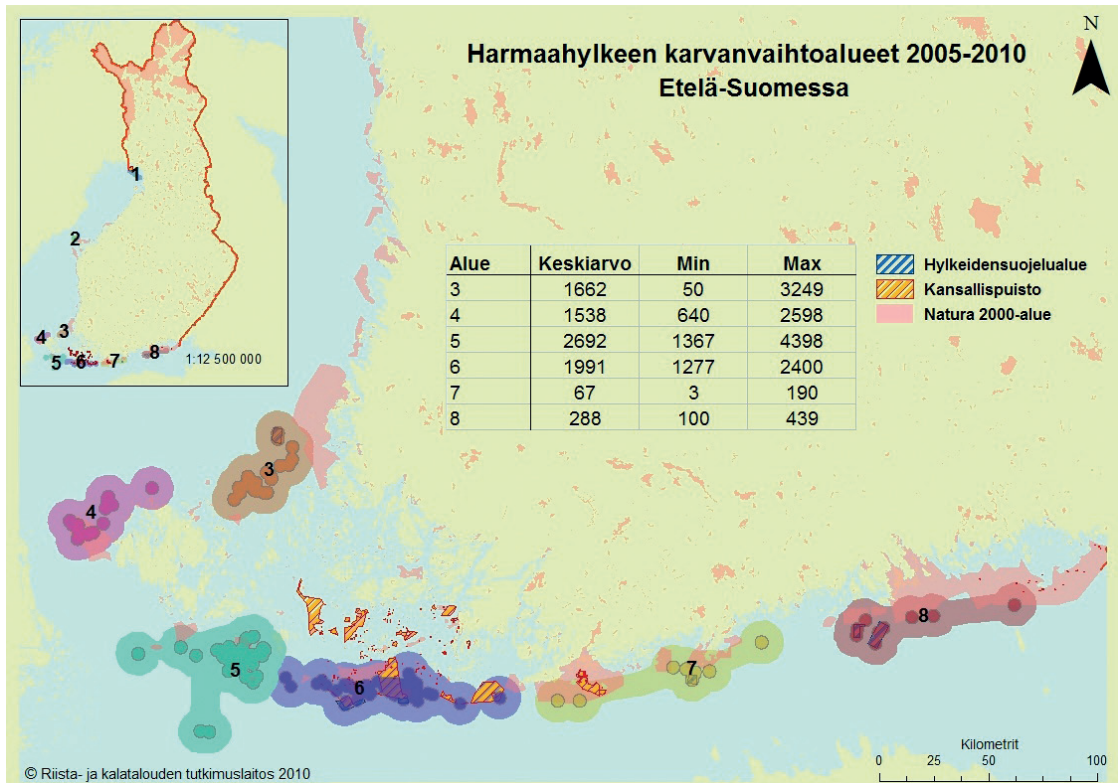 Harmaahylkeen karvanvaihtoalueet 2005-2010
Etelä-Suomessa
N
1
2
3
4
5
6
7
8
1:12 500 000
Alue Keskiarvo Min Max
3 1662 50 3249
4 1538 640 2598
5 2692 1367 4398
6 1991 1277 2400
7 67 3 190
8 288 100 439
Hylkeidensuojelualue
Kansallispuisto
Natura 2000-alue
3
4
5
6
7
8
Kilometrit
0 25 50 100
© Riista- ja kalatalouden tutkimuslaitos 2010